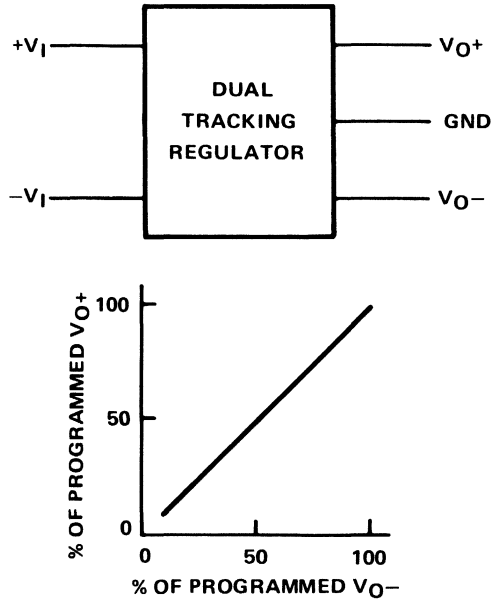 +VI
VO+
DUAL
TRACKING
REGULATOR
GND
−VI
VO−
% OF PROGRAMMED VO+
100
50
0
0
50
100
% OF PROGRAMMED VO−